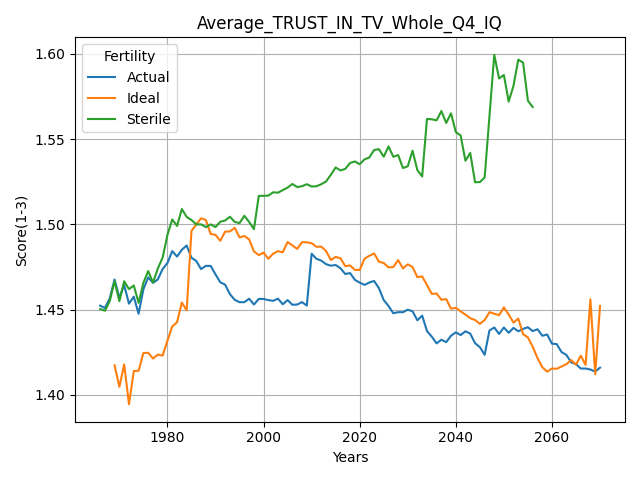 Average_TRUST_IN_TV_Whole_Q4_IQ
Fertility
Actual
Ideal
Sterile
Score(1-3)
1.60
1.55
1.50
1.45
1.40
1980
2000
2020
2040
2060
Years